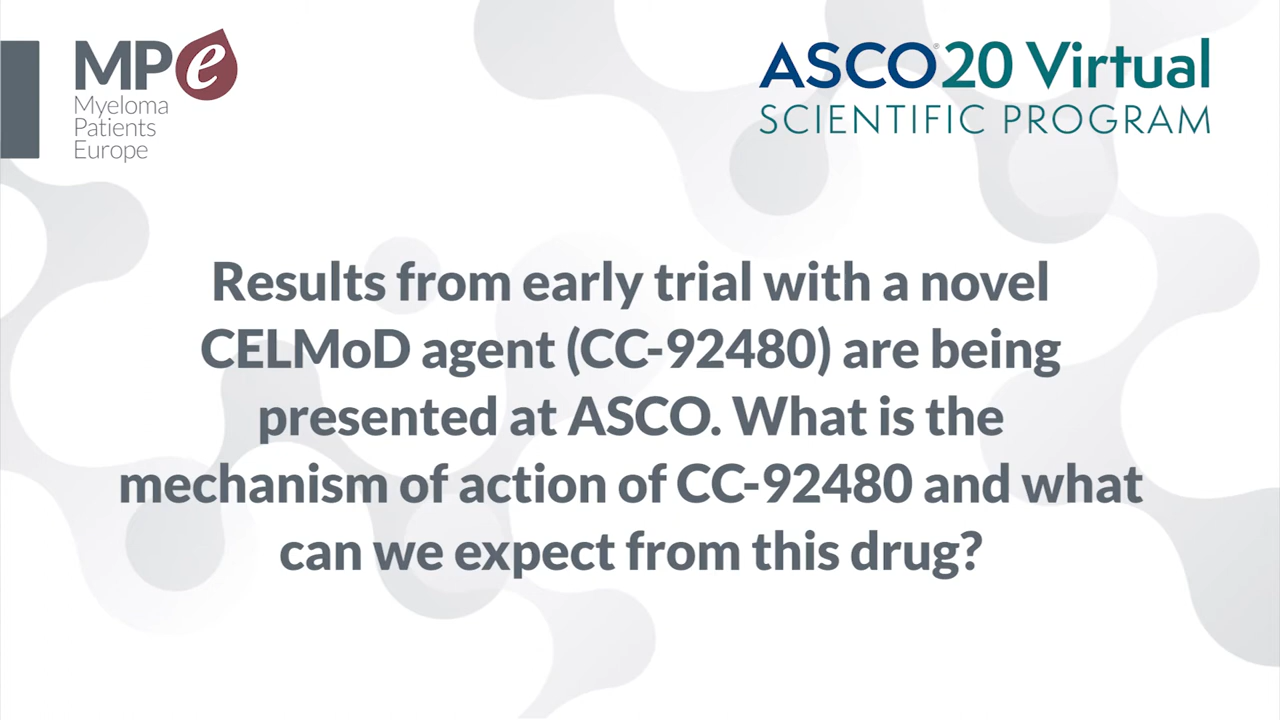 MPe
Myeloma
Patients
Europe
ASCO®20 Virtual
SCIENTIFIC PROGRAM
Results from early trial with a novel
CELMoD agent (CC-92480) are being
presented at ASCO. What is the
mechanism of action of CC-92480 and what
can we expect from this drug?